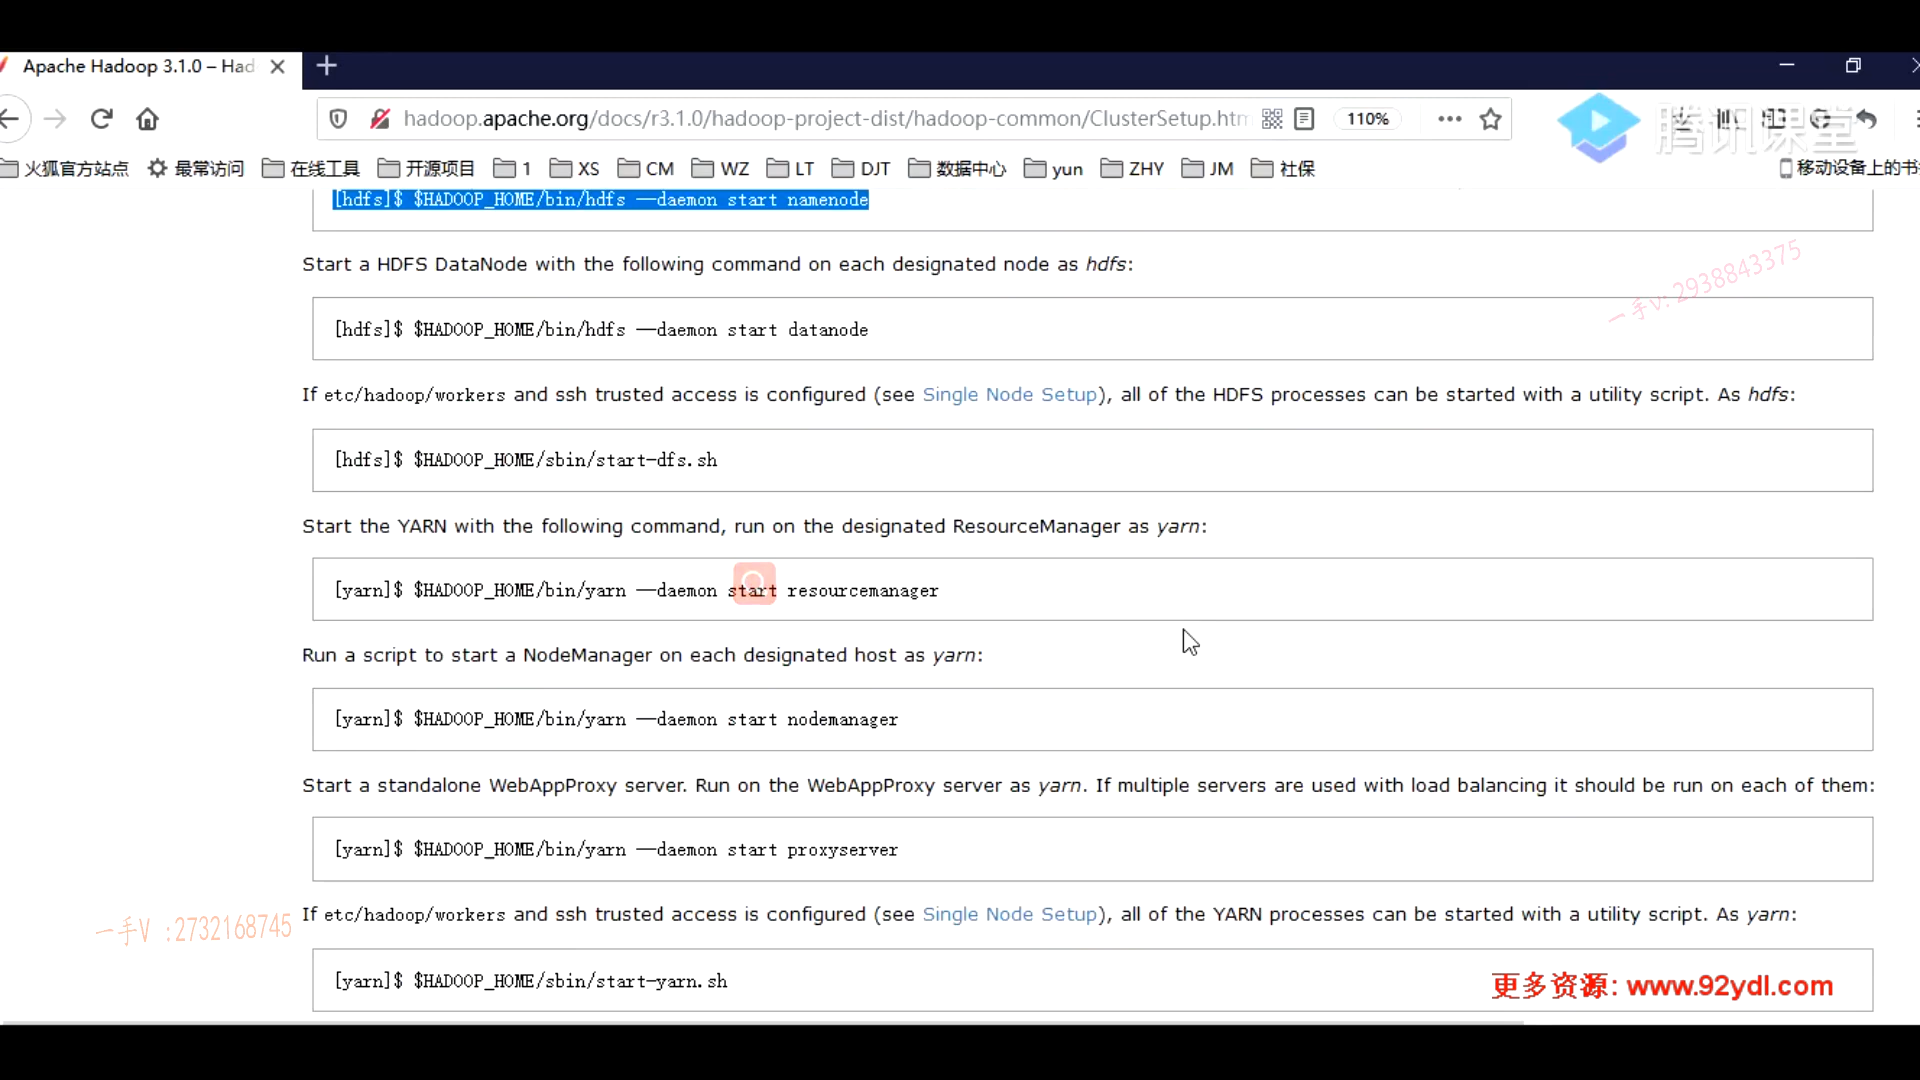 Apache Hadoop 3.1.0 – Had
hadoop.apache.org/docs/r3.1.0/hadoop-project-dist/hadoop-common/ClusterSetup.htm
110%
腾讯课堂
火狐官方站点 最常访问 在线工具 开源项目 1 XS CM WZ LT DJT 数据中心 yun ZHY JM 社保 移动设备上的书
[hdfs]$ $HADOOP_HOME/bin/hdfs --daemon start namenode
Start a HDFS DataNode with the following command on each designated node as hdfs:
一手v: 2938843375
[hdfs]$ $HADOOP_HOME/bin/hdfs --daemon start datanode
If etc/hadoop/workers and ssh trusted access is configured (see Single Node Setup), all of the HDFS processes can be started with a utility script. As hdfs:
[hdfs]$ $HADOOP_HOME/sbin/start-dfs.sh
Start the YARN with the following command, run on the designated ResourceManager as yarn:
[yarn]$ $HADOOP_HOME/bin/yarn --daemon start resourcemanager
Run a script to start a NodeManager on each designated host as yarn:
[yarn]$ $HADOOP_HOME/bin/yarn --daemon start nodemanager
Start a standalone WebAppProxy server. Run on the WebAppProxy server as yarn. If multiple servers are used with load balancing it should be run on each of them:
[yarn]$ $HADOOP_HOME/bin/yarn --daemon start proxyserver
一手V :2732168745
If etc/hadoop/workers and ssh trusted access is configured (see Single Node Setup), all of the YARN processes can be started with a utility script. As yarn:
[yarn]$ $HADOOP_HOME/sbin/start-yarn.sh
更多资源: www.92ydl.com